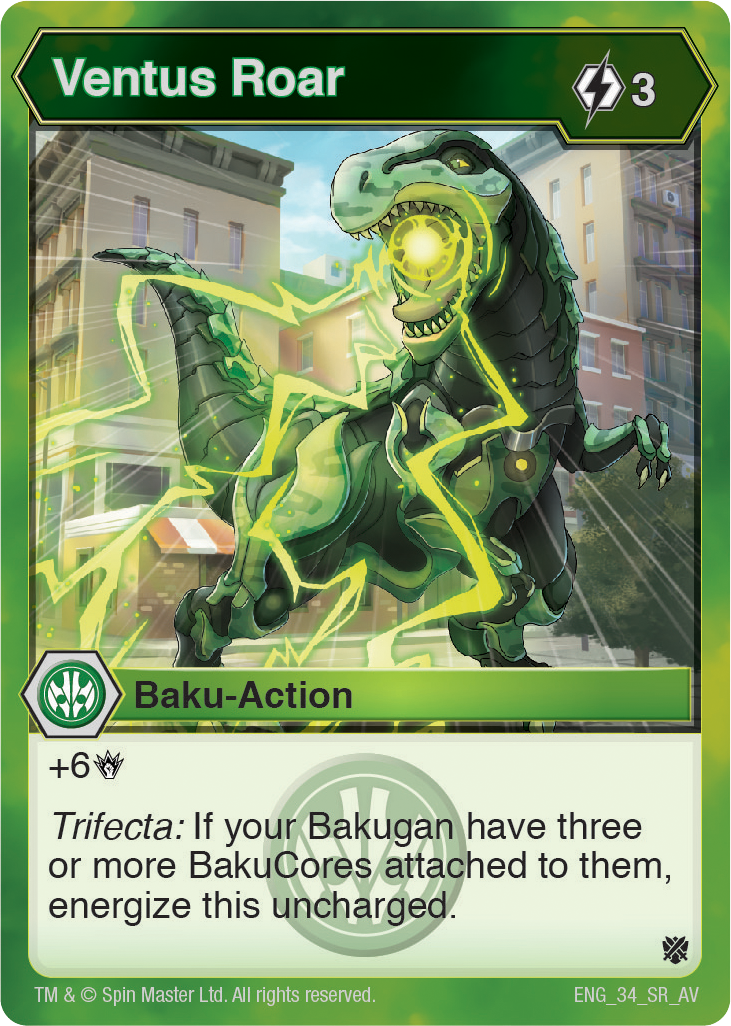 Ventus Roar
3
Baku-Action
+6
Trifecta: If your Bakugan have three
or more BakuCores attached to them,
energize this uncharged.
TM & © Spin Master Ltd. All rights reserved.
ENG_34_SR_AV